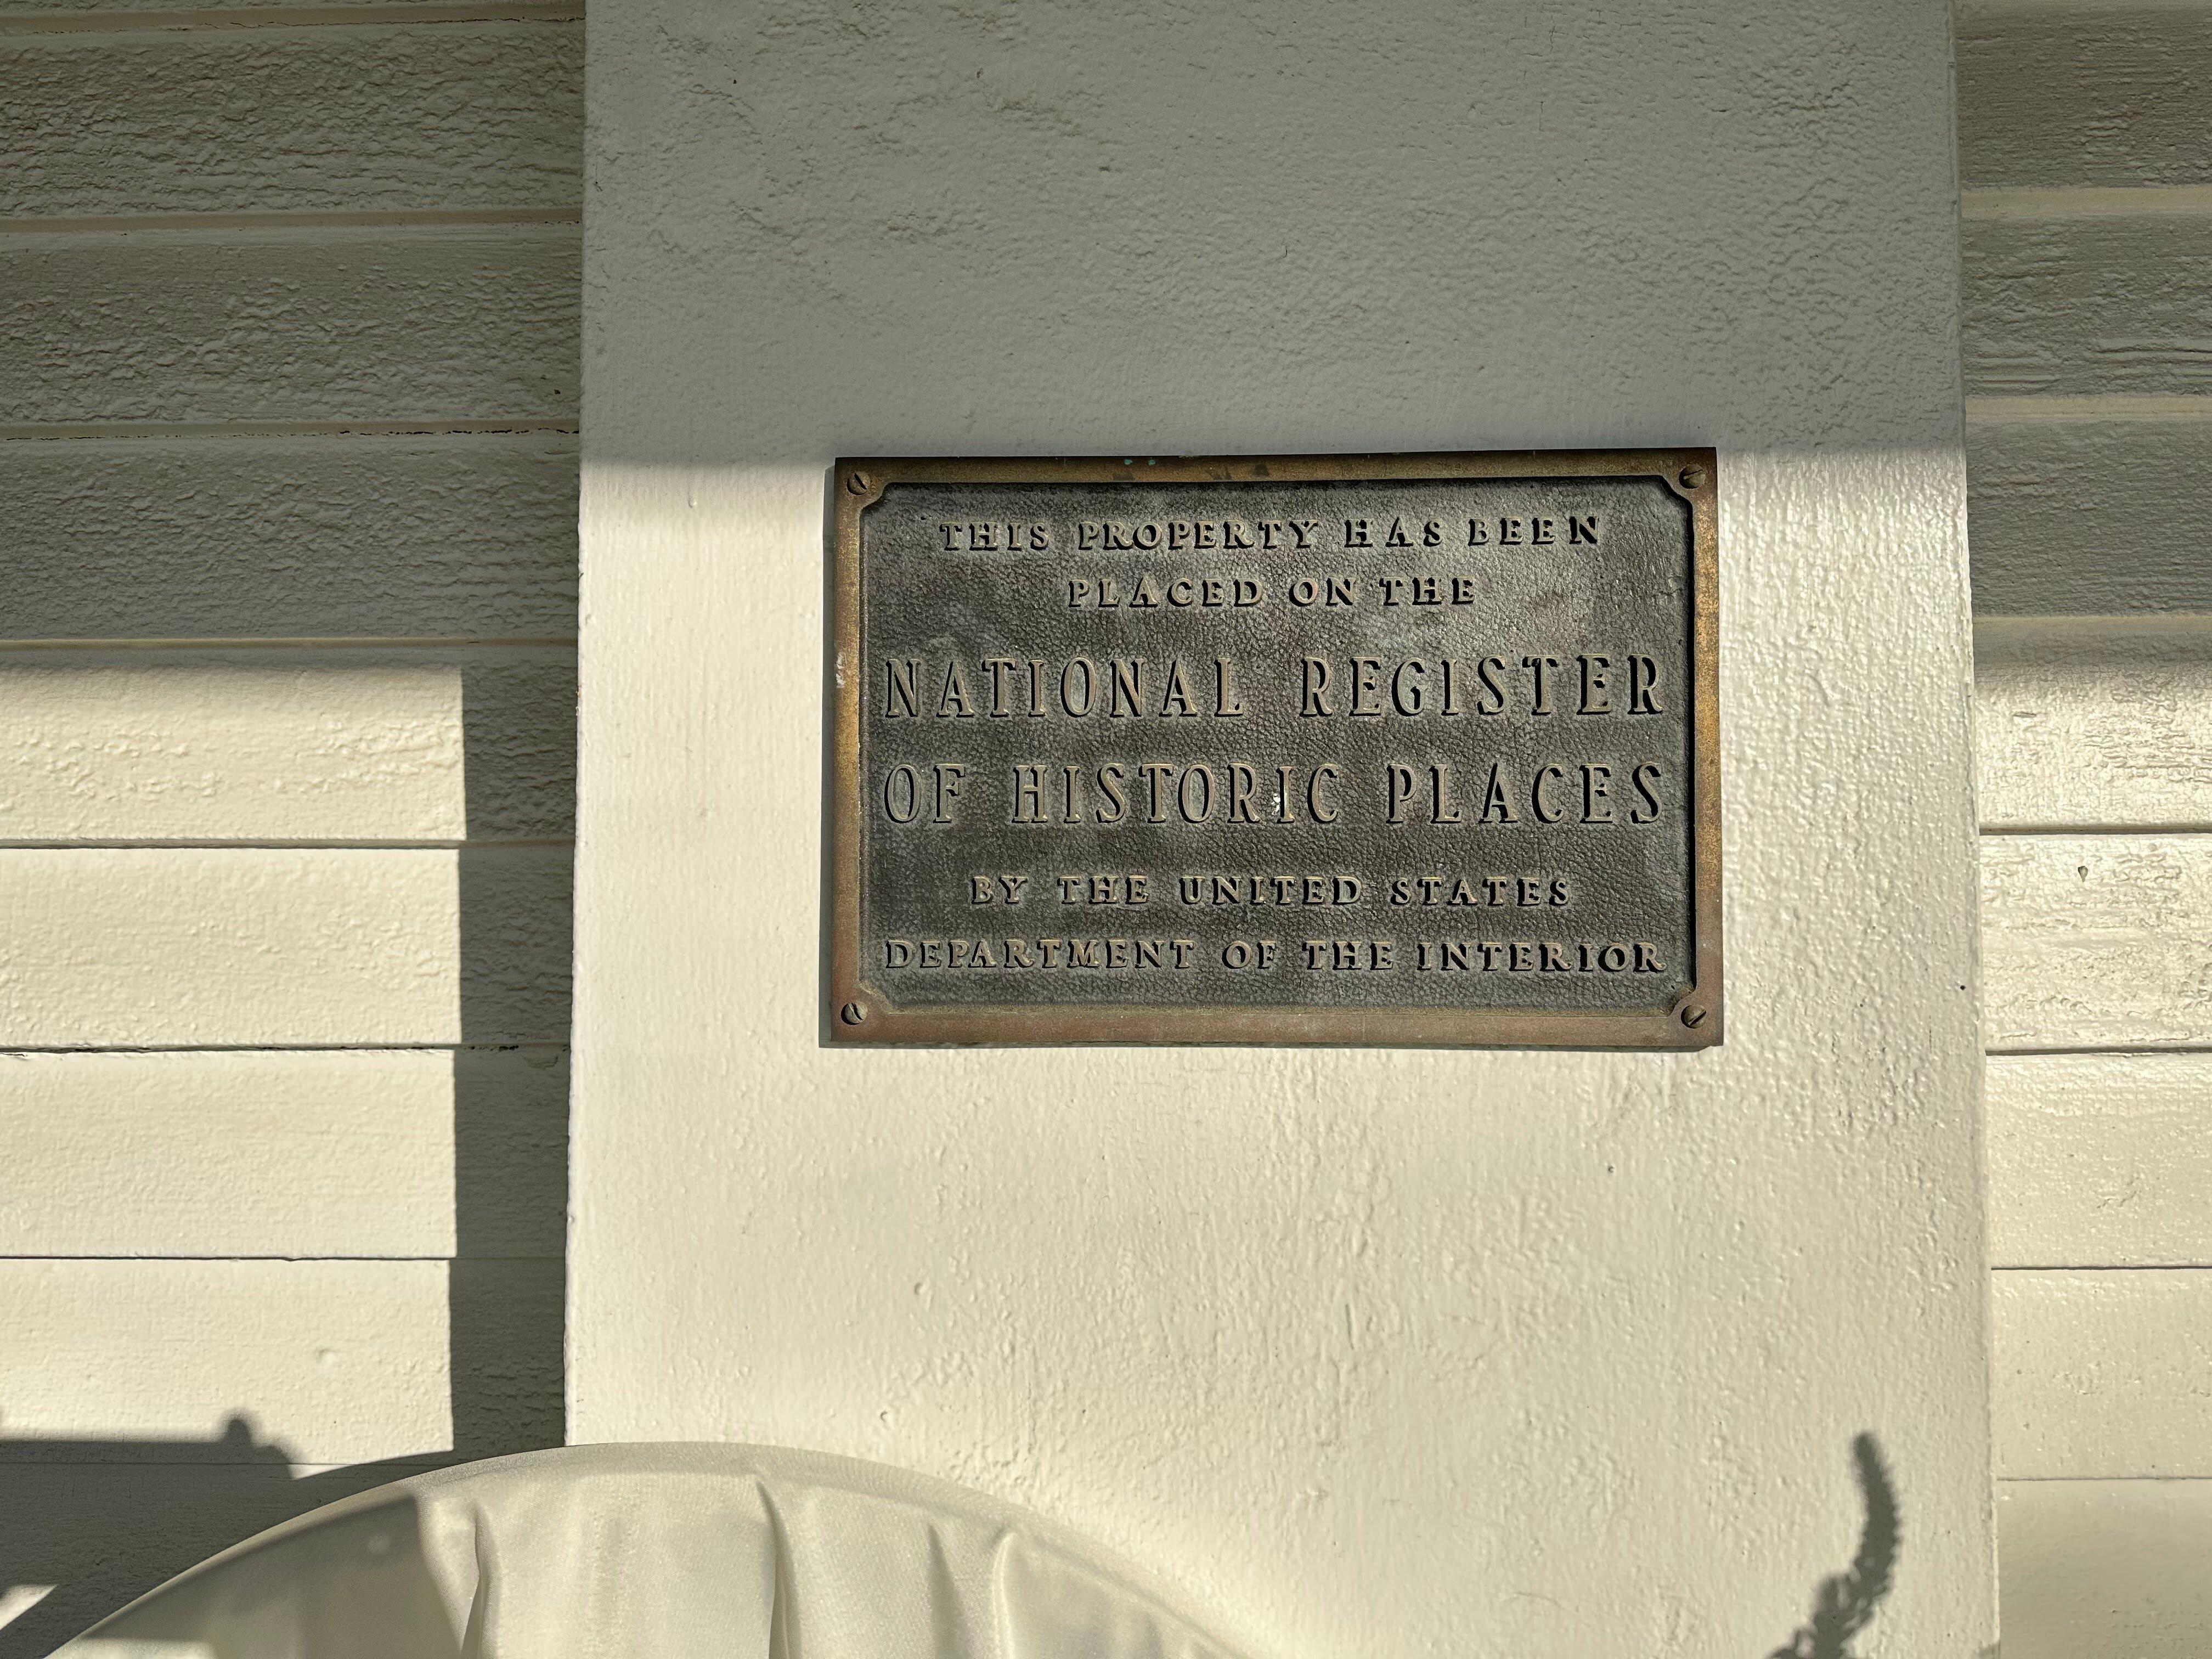 THIS PROPERTY HAS BEEN
PLACED ON THE
NATIONAL REGISTER
OF HISTORIC PLACES
BY THE UNITED STATES
DEPARTMENT OF THE INTERIOR